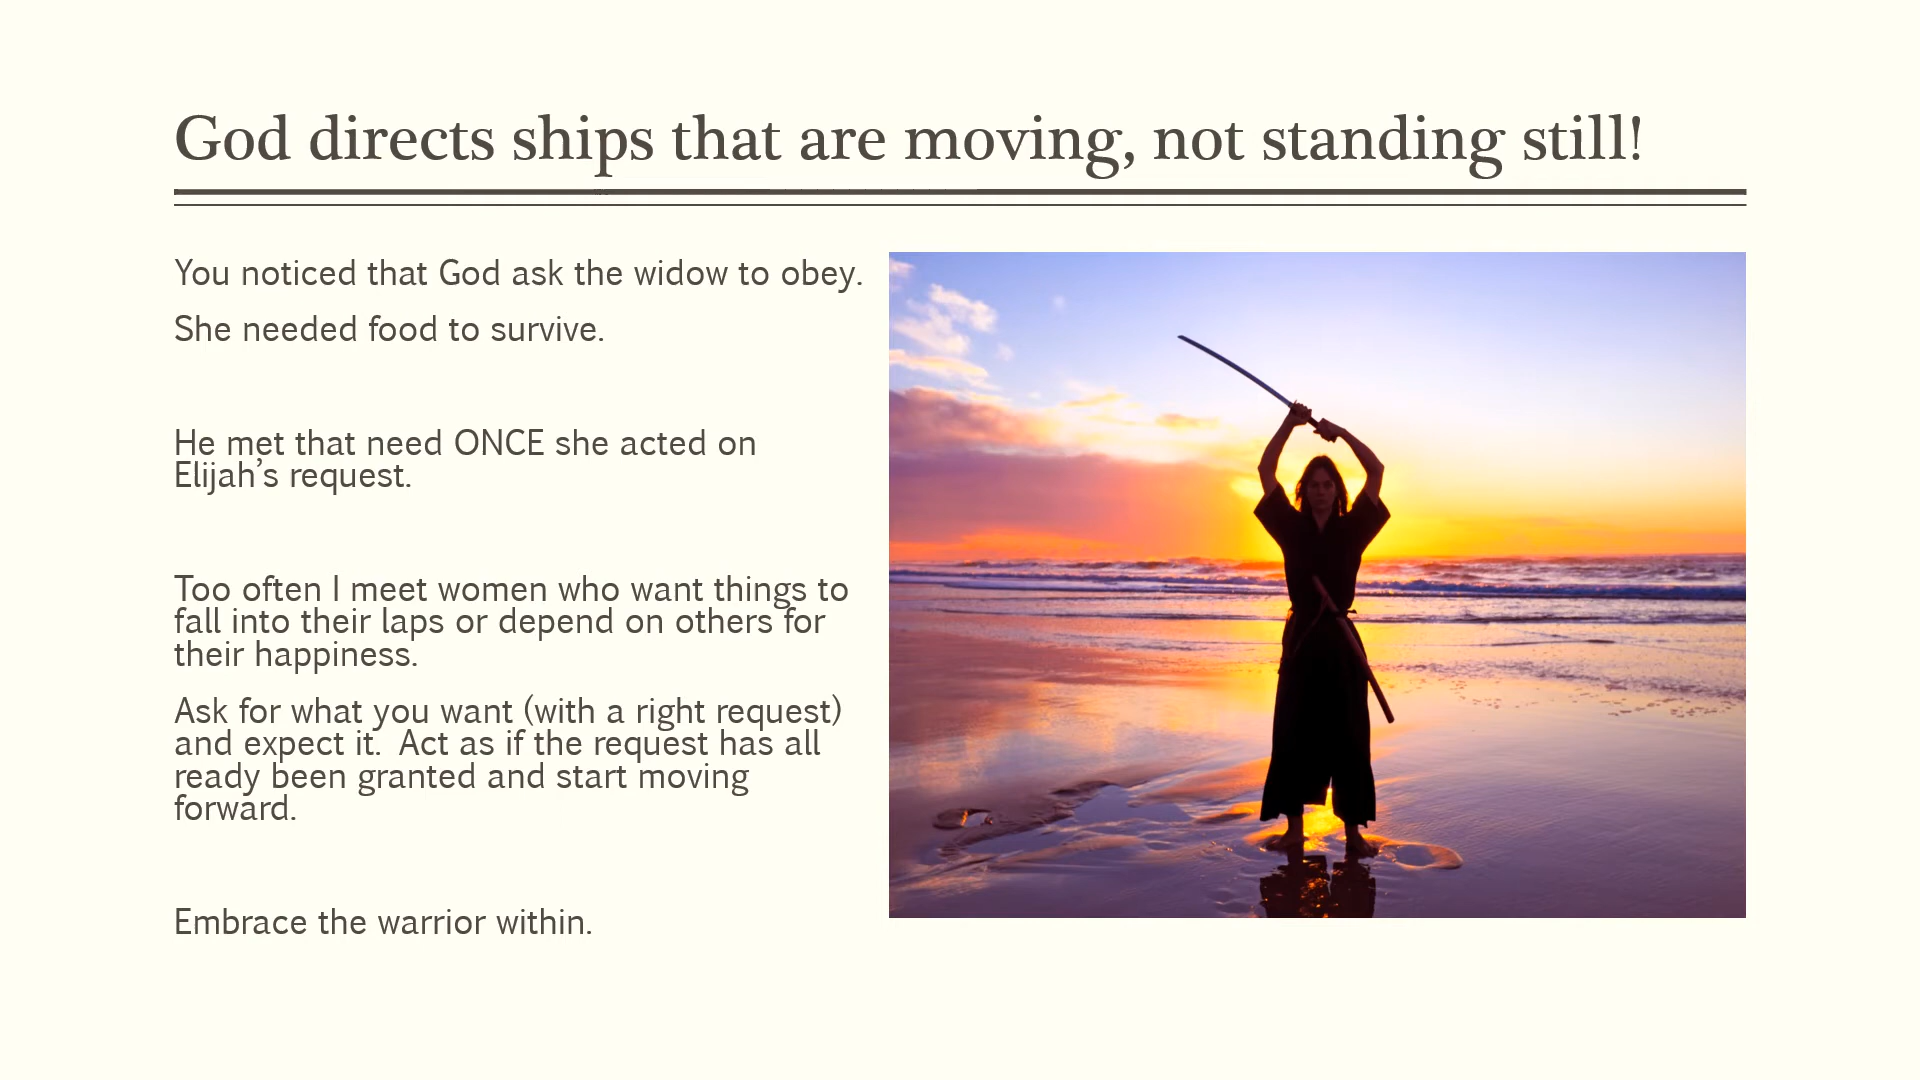 God directs ships that are moving, not standing still!
You noticed that God ask the widow to obey.
She needed food to survive.
He met that need ONCE she acted on
Elijah’s request.
Too often I meet women who want things to
fall into their laps or depend on others for
their happiness.
Ask for what you want (with a right request)
and expect it.  Act as if the request has all
ready been granted and start moving
forward.
Embrace the warrior within.